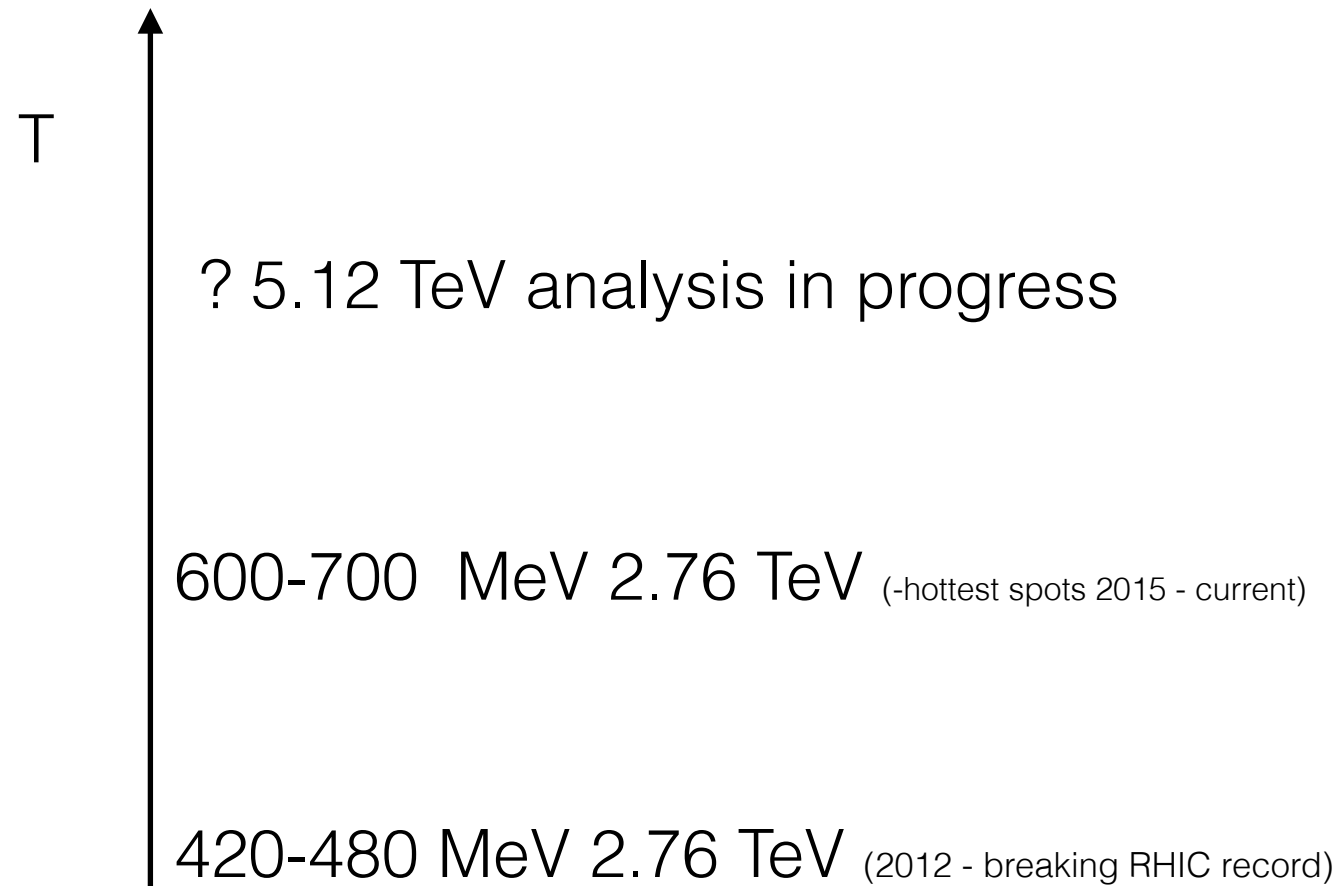 T
? 5.12 TeV analysis in progress
600-700 MeV 2.76 TeV (-hottest spots 2015 - current)
420-480 MeV 2.76 TeV (2012 - breaking RHIC record)